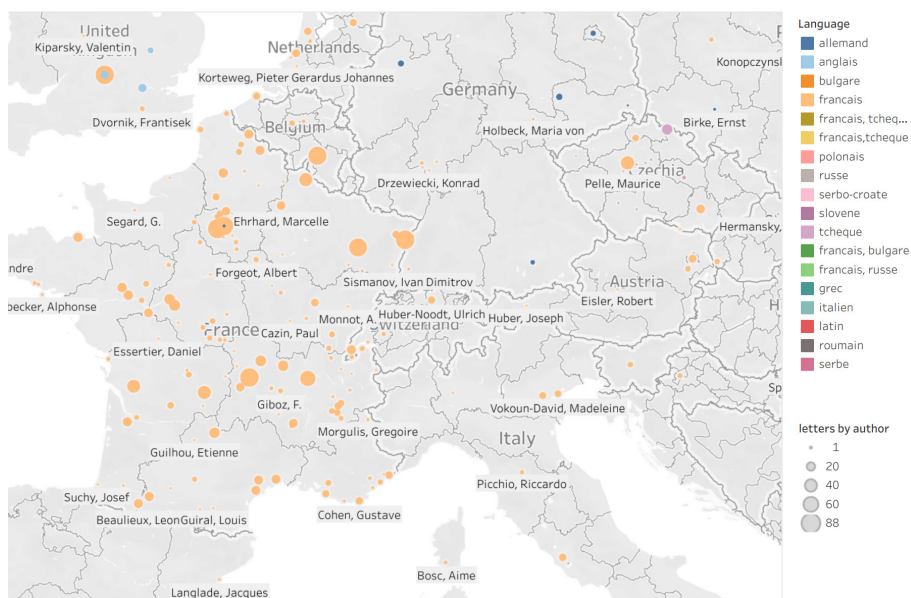 United
Kingdom
Kiparsky, Valentin
Netherlands
Korteweg, Pieter Gerardus Johannes
Konopczynsk
Germany
Dvornik, Frantisek
Belgium
Holbeck, Maria von
Birke, Ernst
Czechia
Drzewiecki, Konrad
Pelle, Maurice
Segard, G.
Ehrhard, Marcelle
Hermansky,
ndre
Forgeot, Albert
Sismanov, Ivan Dimitrov
Austria
Eisler, Robert
oecker, Alphonse
France
Cazin, Paul
Monnot, A.
Huber-Noodt, Ulrich
Switzerland
Huber, Joseph
H
Essertier, Daniel
Sp
Giboz, F.
Vokoun-David, Madeleine
Morgulis, Gregoire
Italy
Guilhou, Etienne
Picchio, Riccardo
Suchy, Josef
Beaulieux, Leon
Guiral, Louis
Cohen, Gustave
Bosc, Aime
Langlade, Jacques
Language
allemand
anglais
bulgare
francais
francais, tcheq...
francais,tcheque
polonais
russe
serbo-croate
slovene
tcheque
francais, bulgare
francais, russe
grec
italien
latin
roumain
serbe
letters by author
1
20
40
60
88